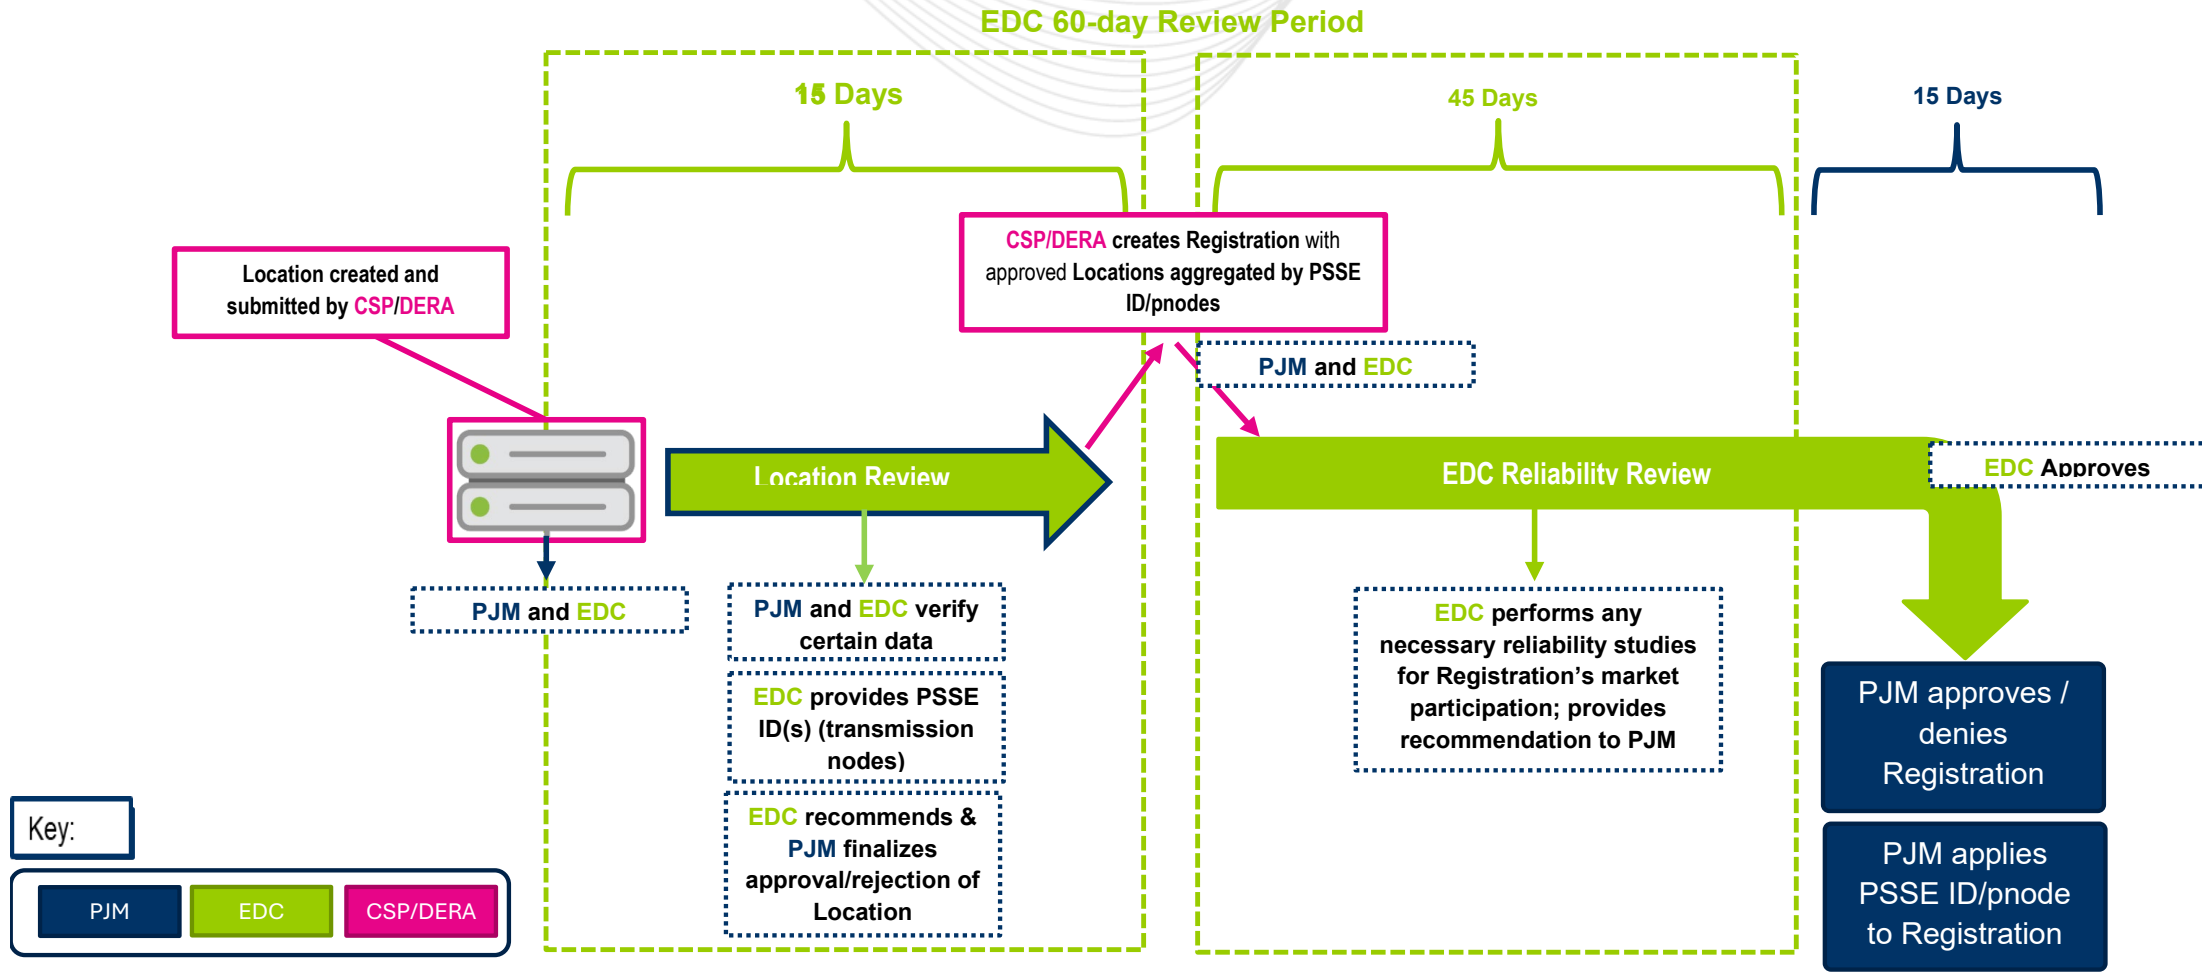 EDC 60-day Review Period
15 Days
45 Days
15 Days
Location created and
submitted by CSP/DERA
CSP/DERA creates Registration with
approved Locations aggregated by PSSE
ID/pnodes
PJM and EDC
Location Review
EDC Reliability Review
EDC Approves
PJM and EDC
PJM and EDC verify
certain data
EDC provides PSSE
ID(s) (transmission
nodes)
EDC recommends &
PJM finalizes
approval/rejection of
Location
EDC performs any
necessary reliability studies
for Registration's market
participation; provides
recommendation to PJM
PJM approves /
denies
Registration
PJM applies
PSSE ID/pnode
to Registration
Key:
PJM
EDC
CSP/DERA